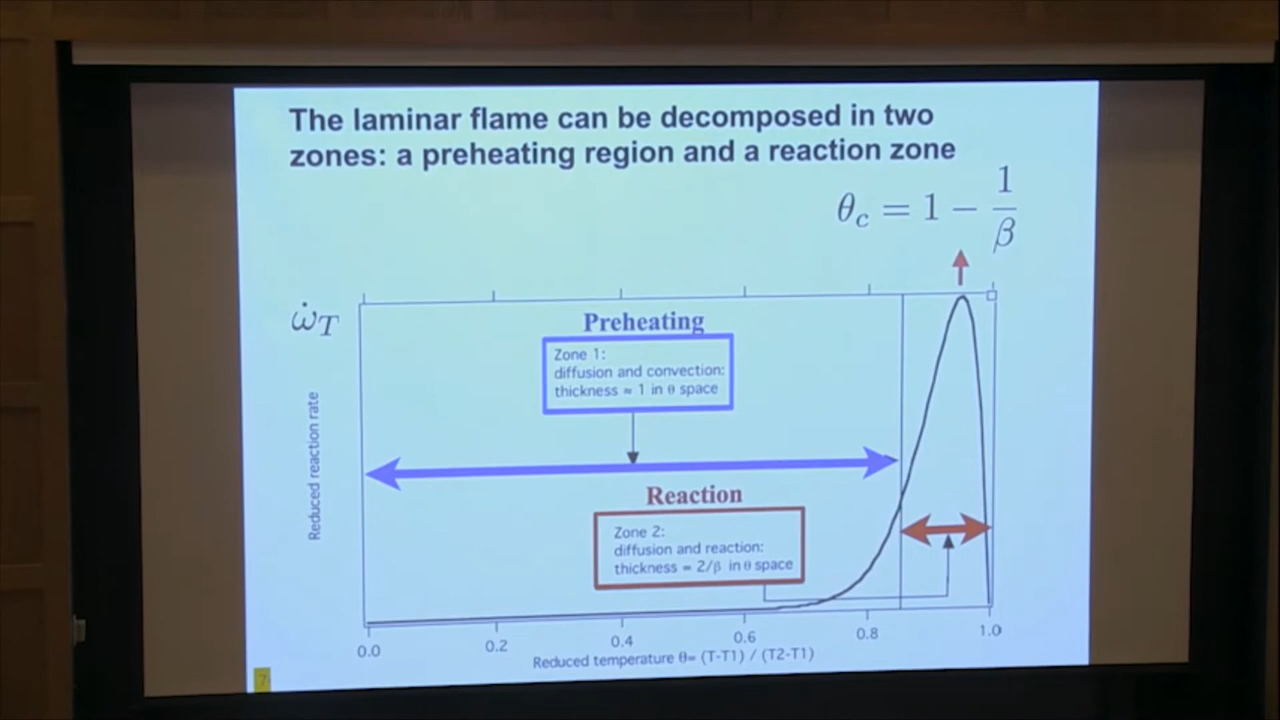 The laminar flame can be decomposed in two
zones: a preheating region and a reaction zone
θc = 1 − 1/β
ω̇T
Preheating
Zone 1:
diffusion and convection:
thickness ≈ 1 in θ space
Reduced reaction rate
Reaction
Zone 2:
diffusion and reaction:
thickness ≈ 2/β in θ space
0.0 0.2 0.4 0.6 0.8 1.0
Reduced temperature θ= (T-T1) / (T2-T1)
7